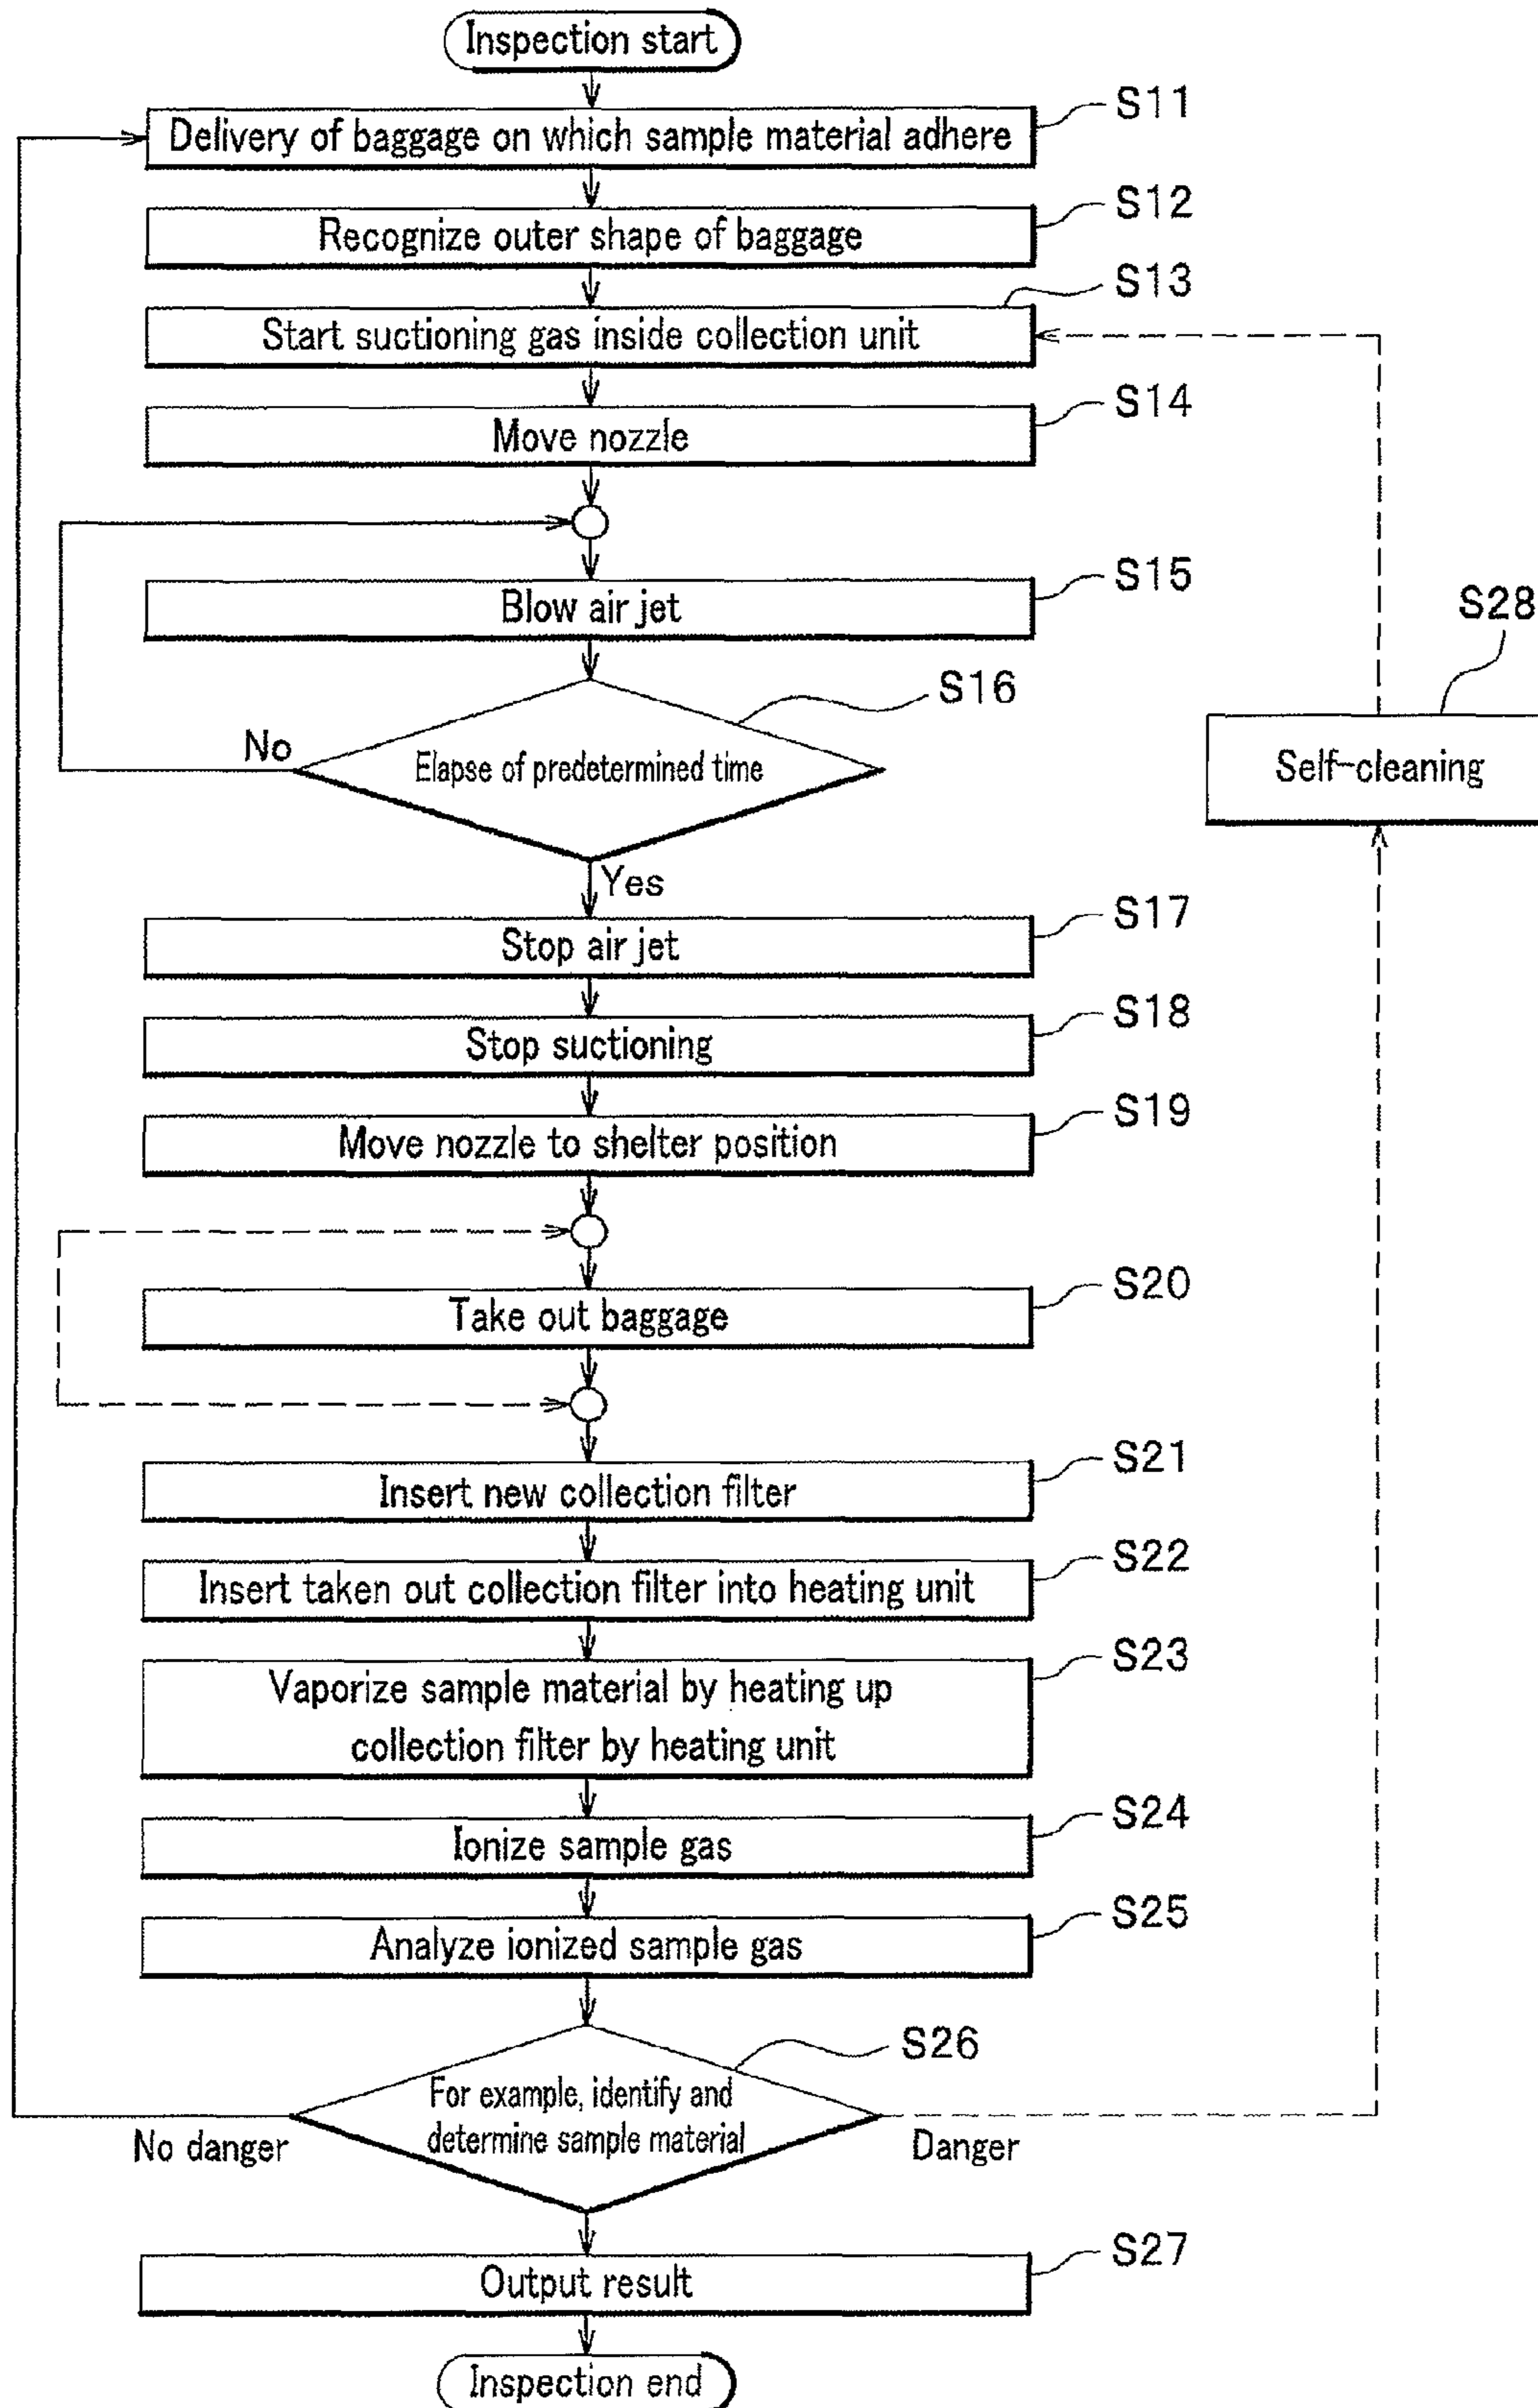 Inspection start
S11
Delivery of baggage on which sample material adhere
S12
Recognize outer shape of baggage
S13
Start suctioning gas inside collection unit
S14
Move nozzle
S15
Blow air jet
S28
S16
No
Elapse of predetermined time
Self-cleaning
Yes
S17
Stop air jet
S18
Stop suctioning
S19
Move nozzle to shelter position
S20
Take out baggage
S21
Insert new collection filter
S22
Insert taken out collection filter into heating unit
S23
Vaporize sample material by heating up
collection filter by heating unit
S24
Ionize sample gas
S25
Analyze ionized sample gas
S26
For example, identify and
determine sample material
No danger
Danger
S27
Output result
Inspection end